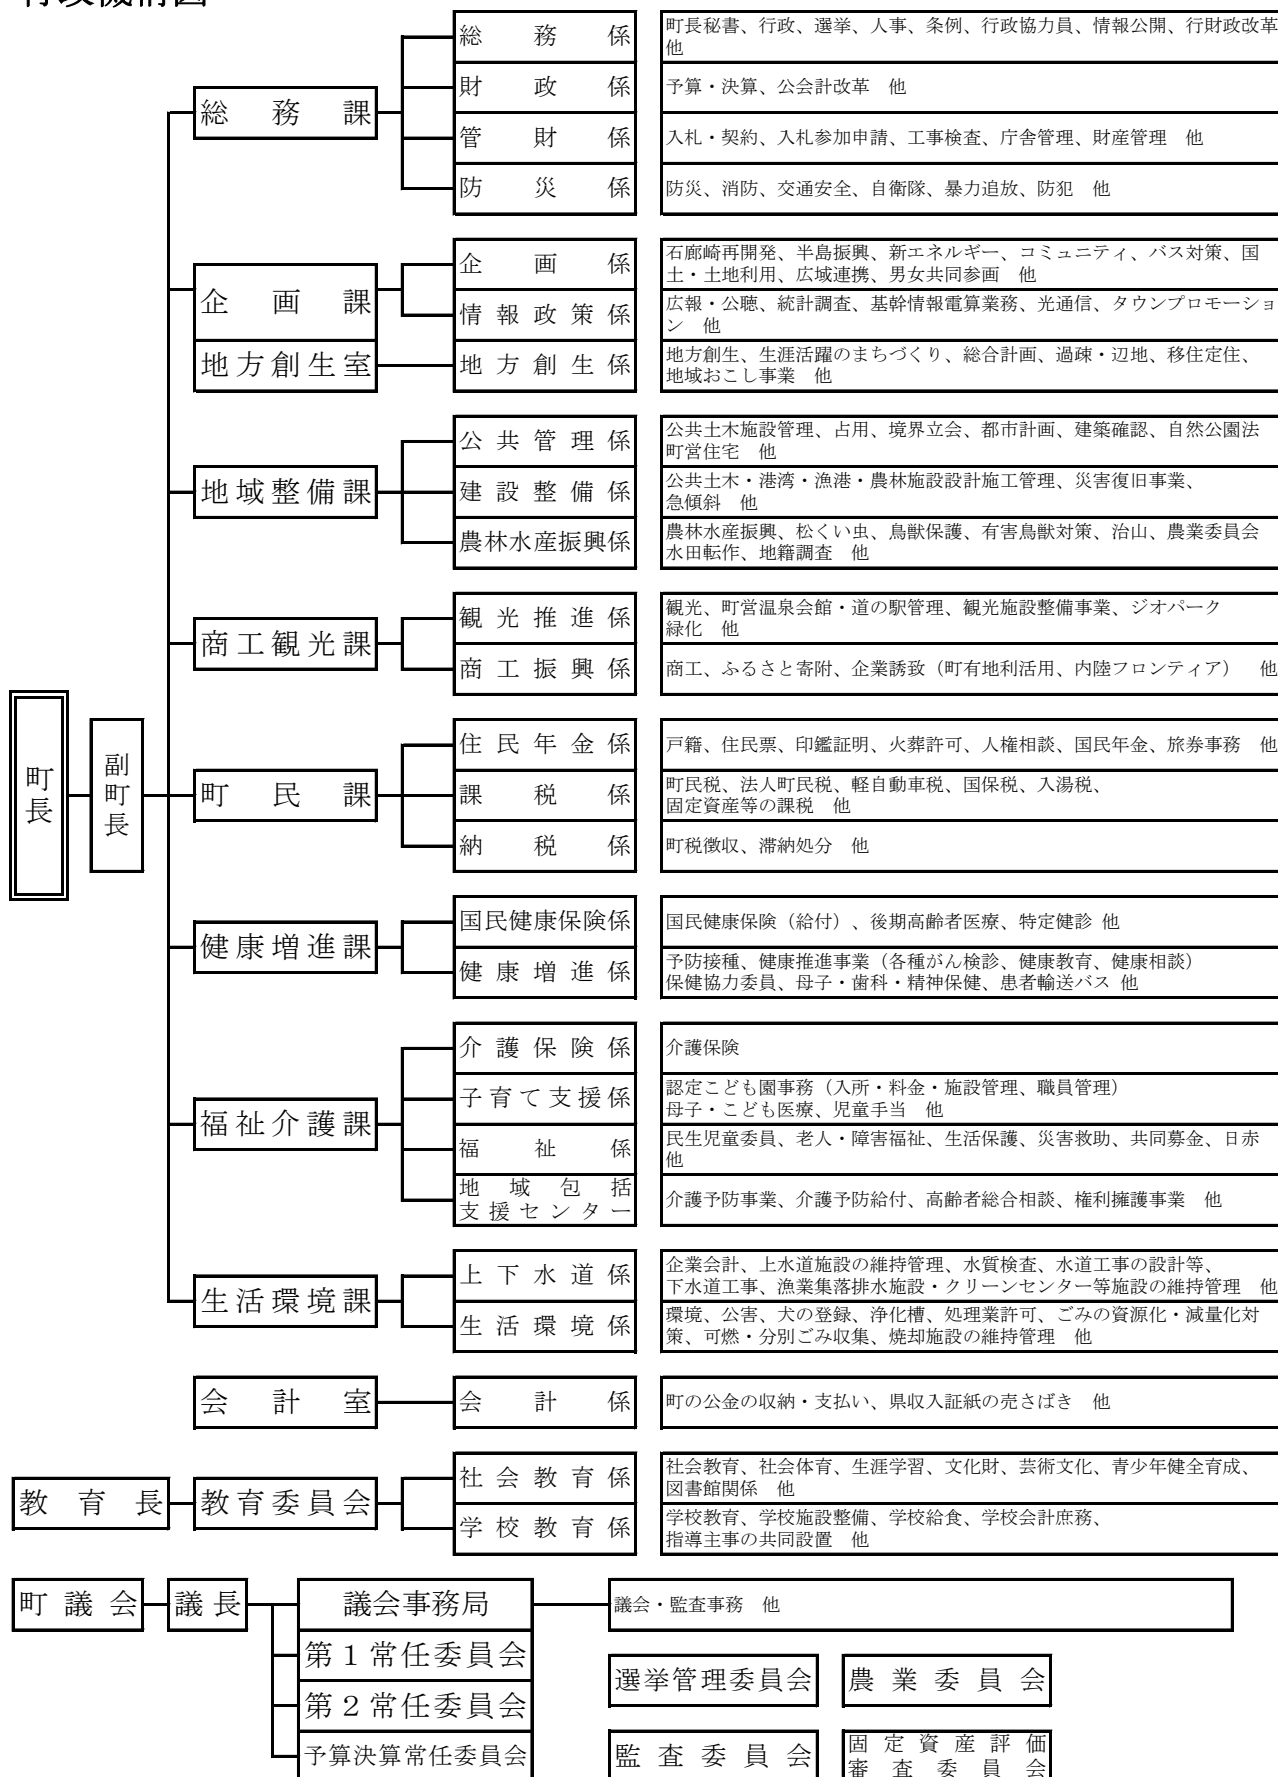 総務係
町長秘書、行政、選挙、人事、条例、行政協力員、情報公開、行財政改革
他
財政係
予算・決算、公会計改革 他
総務課
管財係
入札・契約、入札参加申請、工事検査、庁舎管理、財産管理 他
防災係
防災、消防、交通安全、自衛隊、暴力追放、防犯 他
企画課
企画係
石廊崎再開発、半島振興、新エネルギー、コミュニティ、バス対策、国
土・土地利用、広域連携、男女共同参画 他
情報政策係
広報・公聴、統計調査、基幹情報電算業務、光通信、タウンプロモーショ
ン 他
地方創生室
地方創生係
地方創生、生涯活躍のまちづくり、総合計画、過疎・辺地、移住定住、
地域おこし事業 他
地域整備課
公共管理係
公共土木施設管理、占用、境界立会、都市計画、建築確認、自然公園法
町営住宅 他
建設整備係
公共土木・港湾・漁港・農林施設設計施工管理、災害復旧事業、
急傾斜 他
農林水産振興係
農林水産振興、松くい虫、鳥獣保護、有害鳥獣対策、治山、農業委員会
水田転作、地籍調査 他
商工観光課
観光推進係
観光、町営温泉会館・道の駅管理、観光施設整備事業、ジオパーク
緑化 他
商工振興係
商工、ふるさと寄附、企業誘致（町有地利活用、内陸フロンティア） 他
町長
副町長
町民課
住民年金係
戸籍、住民票、印鑑証明、火葬許可、人権相談、国民年金、旅券事務 他
課税係
町民税、法人町民税、軽自動車税、国保税、入湯税、
固定資産等の課税 他
納税係
町税徴収、滞納処分 他
健康増進課
国民健康保険係
国民健康保険（給付）、後期高齢者医療、特定健診 他
健康増進係
予防接種、健康推進事業（各種がん検診、健康教育、健康相談）
保健協力委員、母子・歯科・精神保健、患者輸送バス 他
福祉介護課
介護保険係
介護保険
子育て支援係
認定こども園事務（入所・料金・施設管理、職員管理）
母子・こども医療、児童手当 他
福祉係
民生児童委員、老人・障害福祉、生活保護、災害救助、共同募金、日赤
他
地域包括
支援センター
介護予防事業、介護予防給付、高齢者総合相談、権利擁護事業 他
生活環境課
上下水道係
企業会計、上水道施設の維持管理、水質検査、水道工事の設計等、
下水道工事、漁業集落排水施設・クリーンセンター等施設の維持管理 他
生活環境係
環境、公害、犬の登録、浄化槽、処理業許可、ごみの資源化・減量化対
策、可燃・分別ごみ収集、焼却施設の維持管理 他
会計室
会計係
町の公金の収納・支払い、県収入証紙の売さばき 他
教育長
教育委員会
社会教育係
社会教育、社会体育、生涯学習、文化財、芸術文化、青少年健全育成、
図書館関係 他
学校教育係
学校教育、学校施設整備、学校給食、学校会計庶務、
指導主事の共同設置 他
町議会
議長
議会事務局
議会・監査事務 他
第１常任委員会
第２常任委員会
予算決算常任委員会
選挙管理委員会
農業委員会
監査委員会
固定資産評価
審査委員会